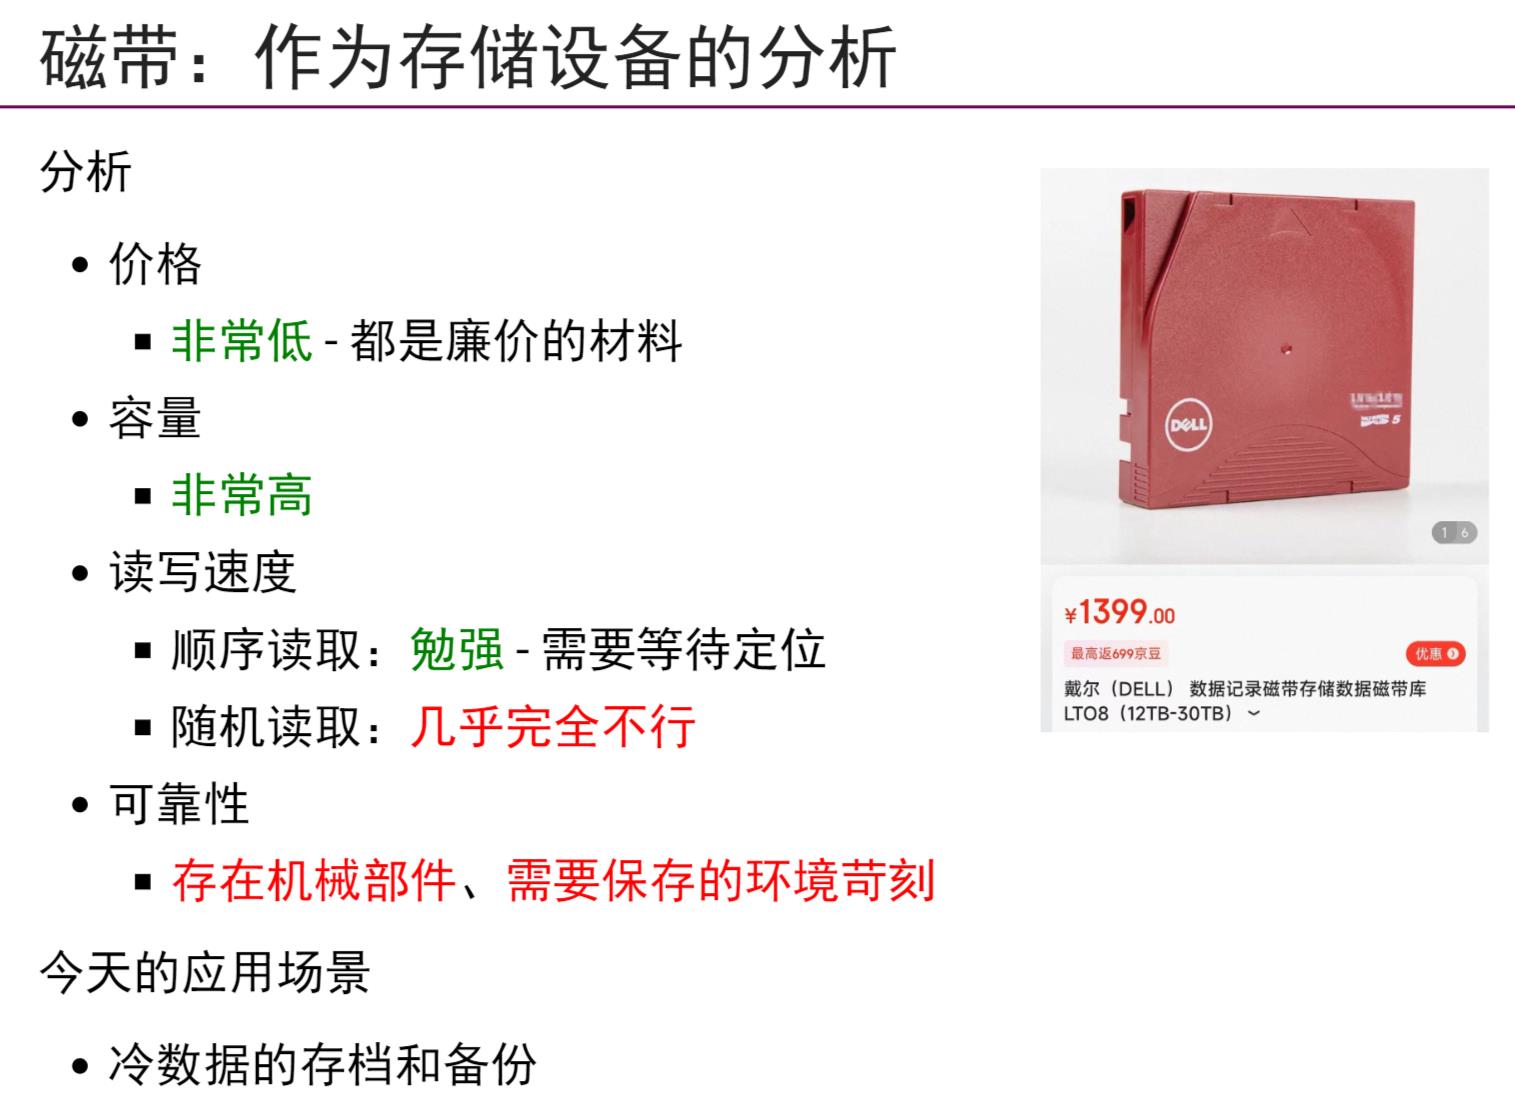 磁带：作为存储设备的分析
分析
• 价格
▪ 非常低 - 都是廉价的材料
• 容量
▪ 非常高
• 读写速度
▪ 顺序读取：勉强 - 需要等待定位
▪ 随机读取：几乎完全不行
• 可靠性
▪ 存在机械部件、需要保存的环境苛刻
今天的应用场景
• 冷数据的存档和备份
DELL
5
1 6
¥1399.00
最高返699京豆
优惠
戴尔（DELL） 数据记录磁带存储数据磁带库
LTO8（12TB-30TB）